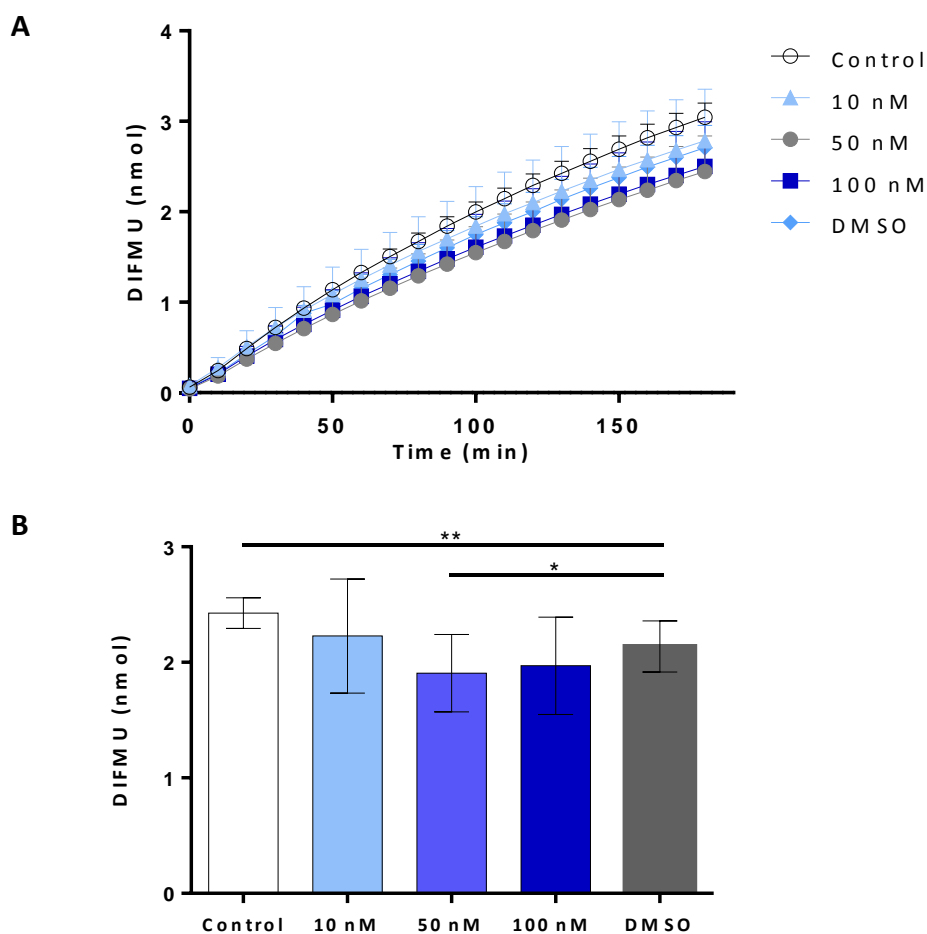 A
DIFMU (nmol)
4
3
2
1
0
0 50 100 150
Time (min)
Control
10 nM
50 nM
100 nM
DMSO
B
DIFMU (nmol)
3
2
1
0
**
*
Control 10 nM 50 nM 100 nM DMSO